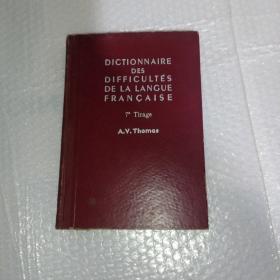 DICTIONNAIRE
DES
DIFFICULTÉS
DE LA LANGUE
FRANÇAISE
7e Tirage
A.V. Thomas